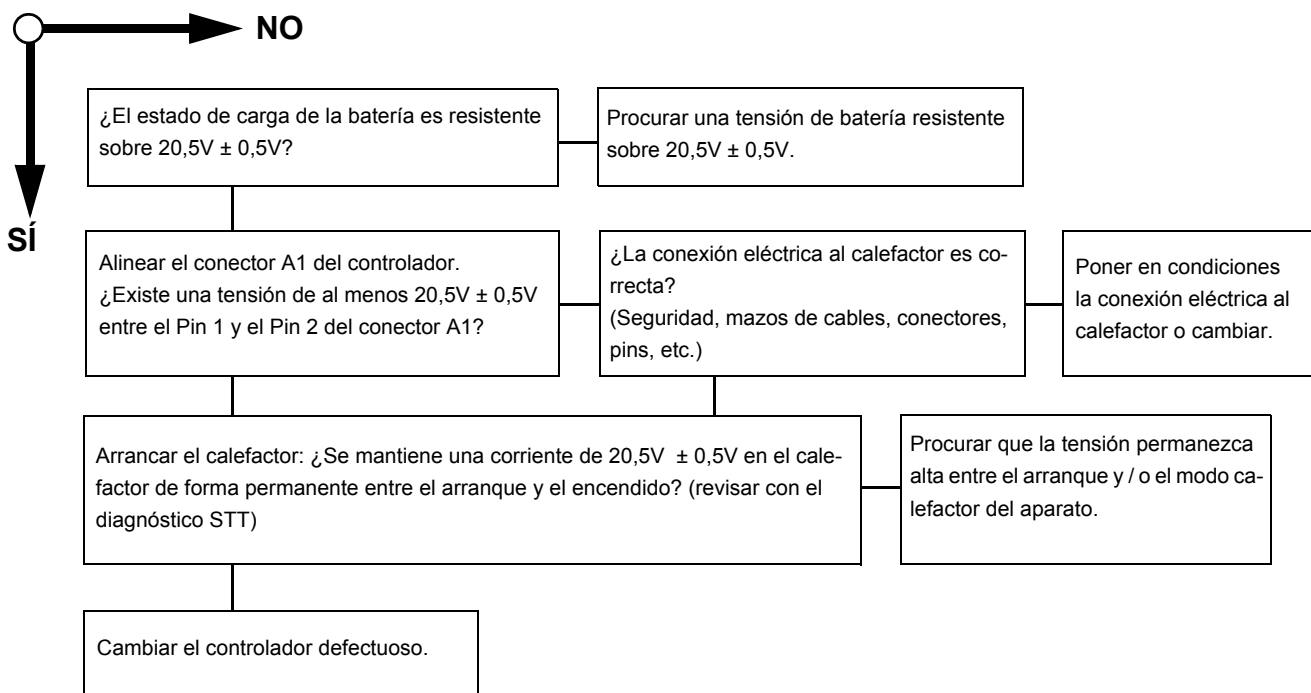 NO
SÍ
¿El estado de carga de la batería es resistente
sobre 20,5V ± 0,5V?
Procurar una tensión de batería resistente
sobre 20,5V ± 0,5V.
Alinear el conector A1 del controlador.
¿Existe una tensión de al menos 20,5V ± 0,5V
entre el Pin 1 y el Pin 2 del conector A1?
¿La conexión eléctrica al calefactor es co-
rrecta?
(Seguridad, mazos de cables, conectores,
pins, etc.)
Poner en condiciones
la conexión eléctrica al
calefactor o cambiar.
Arrancar el calefactor: ¿Se mantiene una corriente de 20,5V ± 0,5V en el cale-
factor de forma permanente entre el arranque y el encendido? (revisar con el
diagnóstico STT)
Procurar que la tensión permanezca
alta entre el arranque y / o el modo ca-
lefactor del aparato.
Cambiar el controlador defectuoso.